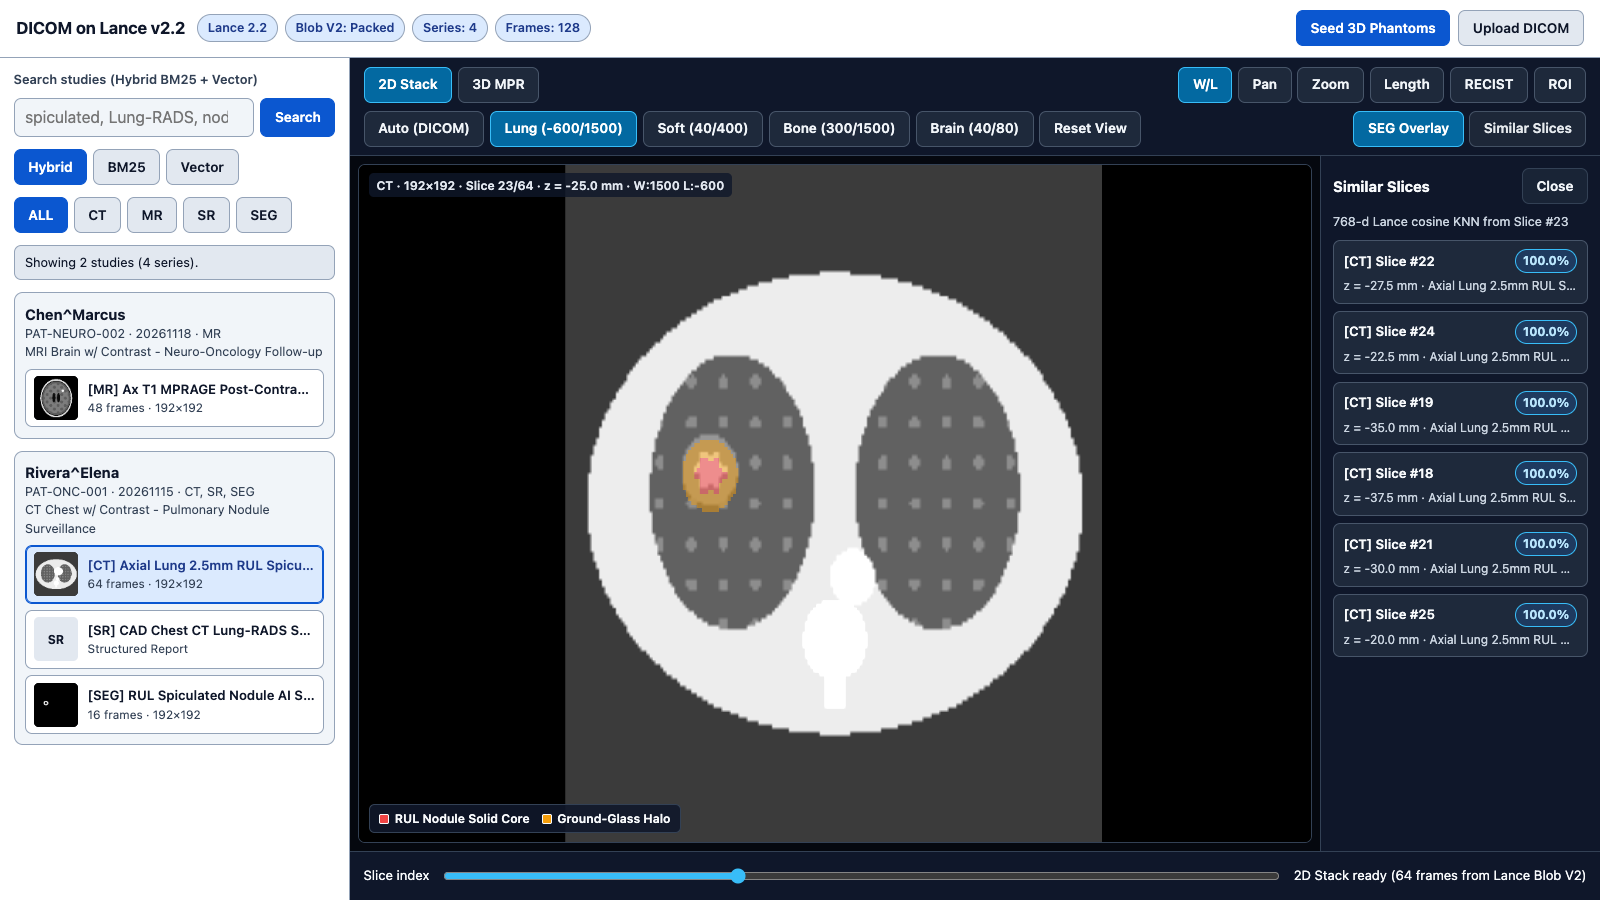 DICOM on Lance v2.2
Lance 2.2
Blob V2: Packed
Series: 4
Frames: 128
Seed 3D Phantoms
Upload DICOM
Search studies (Hybrid BM25 + Vector)
spiculated, Lung-RADS, nod
Search
Hybrid
BM25
Vector
ALL
CT
MR
SR
SEG
Showing 2 studies (4 series).
Chen^Marcus
PAT-NEURO-002 · 20261118 · MR
MRI Brain w/ Contrast - Neuro-Oncology Follow-up
[MR] Ax T1 MPRAGE Post-Contra...
48 frames · 192×192
Rivera^Elena
PAT-ONC-001 · 20261115 · CT, SR, SEG
CT Chest w/ Contrast - Pulmonary Nodule
Surveillance
[CT] Axial Lung 2.5mm RUL Spicu...
64 frames · 192×192
SR
[SR] CAD Chest CT Lung-RADS S...
Structured Report
[SEG] RUL Spiculated Nodule AI S...
16 frames · 192×192
2D Stack
3D MPR
W/L
Pan
Zoom
Length
RECIST
ROI
Auto (DICOM)
Lung (-600/1500)
Soft (40/400)
Bone (300/1500)
Brain (40/80)
Reset View
SEG Overlay
Similar Slices
CT · 192×192 · Slice 23/64 · z = -25.0 mm · W:1500 L:-600
RUL Nodule Solid Core
Ground-Glass Halo
Similar Slices
Close
768-d Lance cosine KNN from Slice #23
[CT] Slice #22
100.0%
z = -27.5 mm · Axial Lung 2.5mm RUL S...
[CT] Slice #24
100.0%
z = -22.5 mm · Axial Lung 2.5mm RUL ...
[CT] Slice #19
100.0%
z = -35.0 mm · Axial Lung 2.5mm RUL ...
[CT] Slice #18
100.0%
z = -37.5 mm · Axial Lung 2.5mm RUL S...
[CT] Slice #21
100.0%
z = -30.0 mm · Axial Lung 2.5mm RUL ...
[CT] Slice #25
100.0%
z = -20.0 mm · Axial Lung 2.5mm RUL ...
Slice index
2D Stack ready (64 frames from Lance Blob V2)